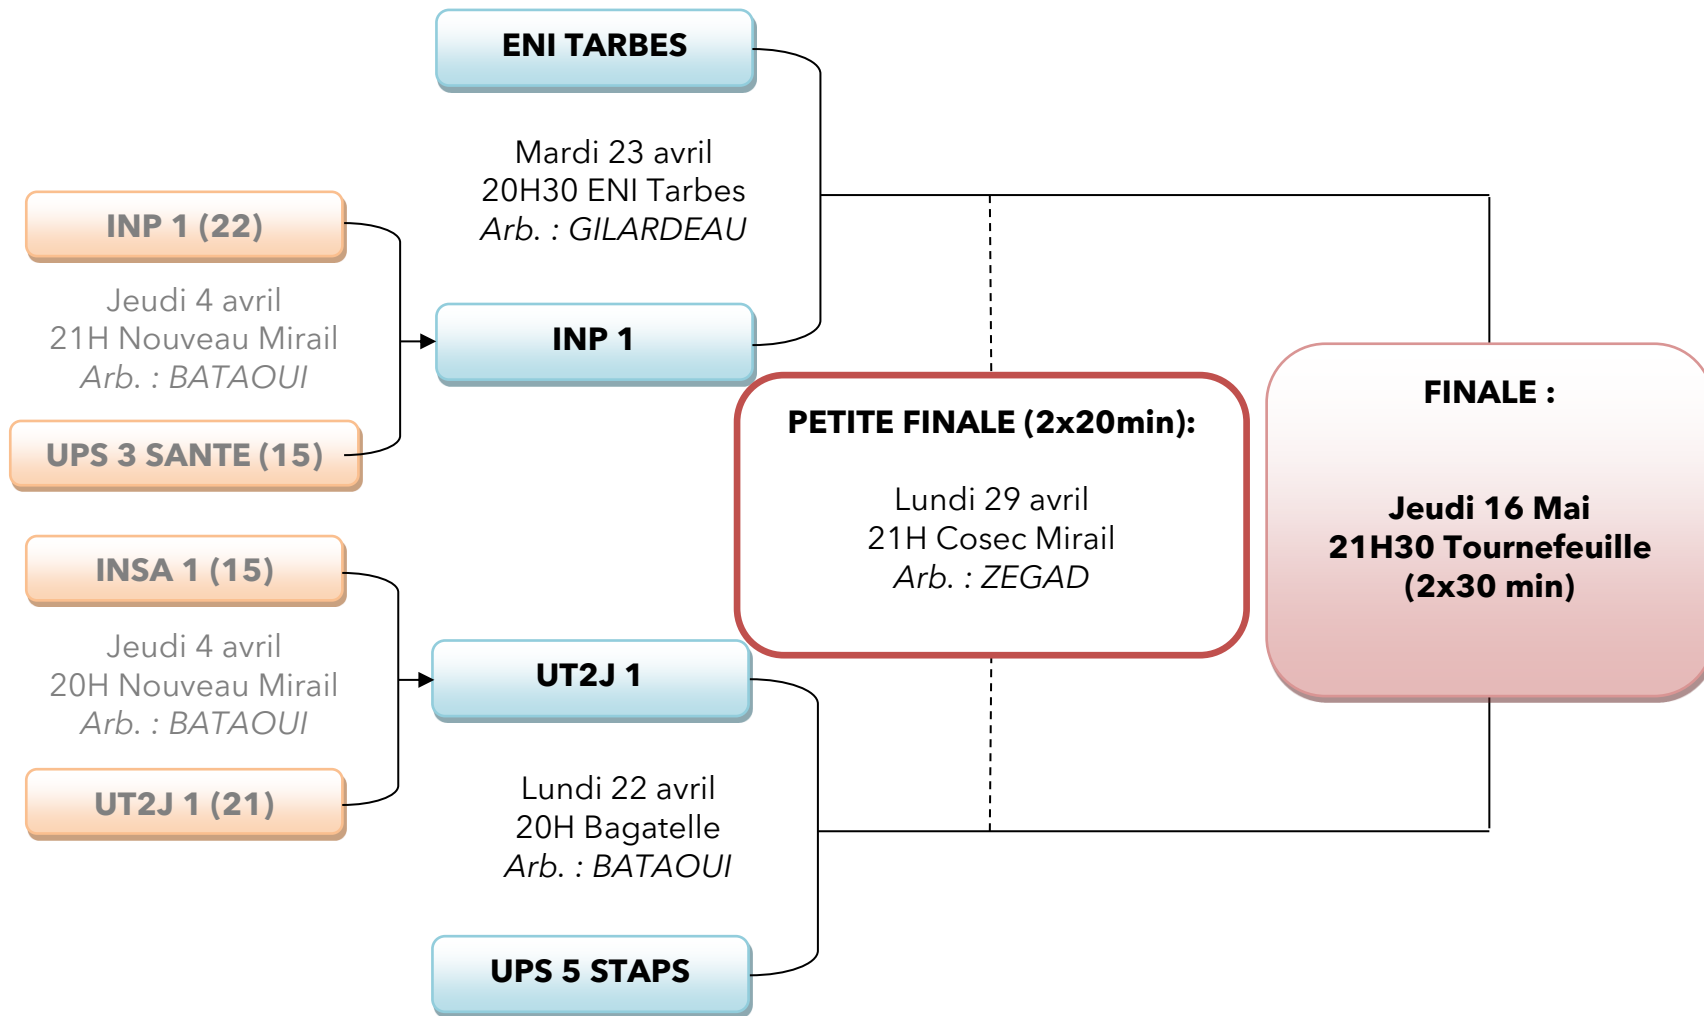 INP 1 (22)
Jeudi 4 avril
21H Nouveau Mirail
Arb. : BATAOUI
UPS 3 SANTE (15)
INSA 1 (15)
Jeudi 4 avril
20H Nouveau Mirail
Arb. : BATAOUI
UT2J 1 (21)
ENI TARBES
Mardi 23 avril
20H30 ENI Tarbes
Arb. : GILARDEAU
INP 1
UT2J 1
Lundi 22 avril
20H Bagatelle
Arb. : BATAOUI
UPS 5 STAPS
PETITE FINALE (2x20min):
Lundi 29 avril
21H Cosec Mirail
Arb. : ZEGAD
FINALE :
Jeudi 16 Mai
21H30 Tournefeuille
(2x30 min)